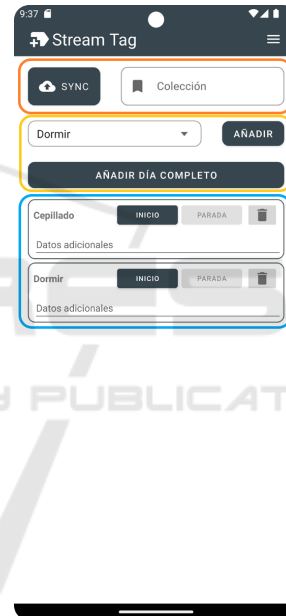 9:37
Stream Tag
SYNC
Colección
Dormir
AÑADIR
AÑADIR DÍA COMPLETO
Cepillado
INICIO
PARADA
Datos adicionales
Dormir
INICIO
PARADA
Datos adicionales